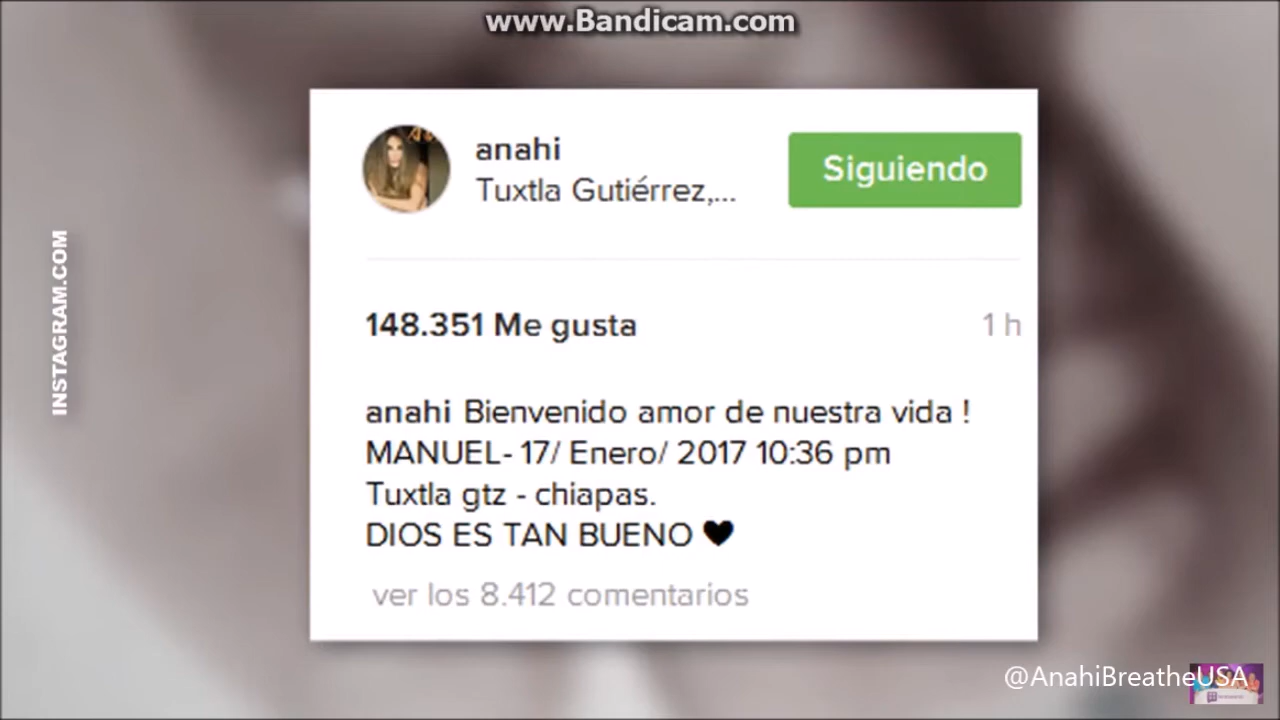 www.Bandicam.com
anahi
Siguiendo
Tuxtla Gutiérrez,...
INSTAGRAM.COM
148.351 Me gusta
1 h
anahi Bienvenido amor de nuestra vida !
MANUEL- 17/ Enero/ 2017 10:36 pm
Tuxtla gtz - chiapas.
DIOS ES TAN BUENO 🖤
ver los 8.412 comentarios
@AnahiBreatheUSA